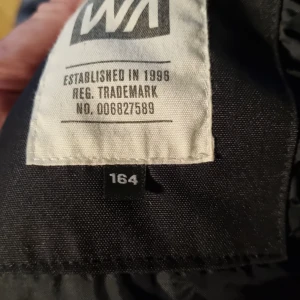 WA
ESTABLISHED IN 1996
REG. TRADEMARK
NO. 006827589
164